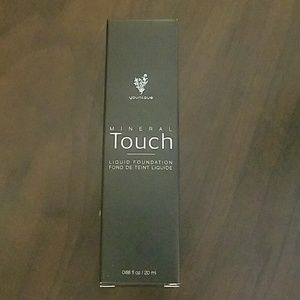 younique
MINERAL
Touch
LIQUID FOUNDATION
FOND DE TEINT LIQUIDE
0.68 fl oz / 20 mL